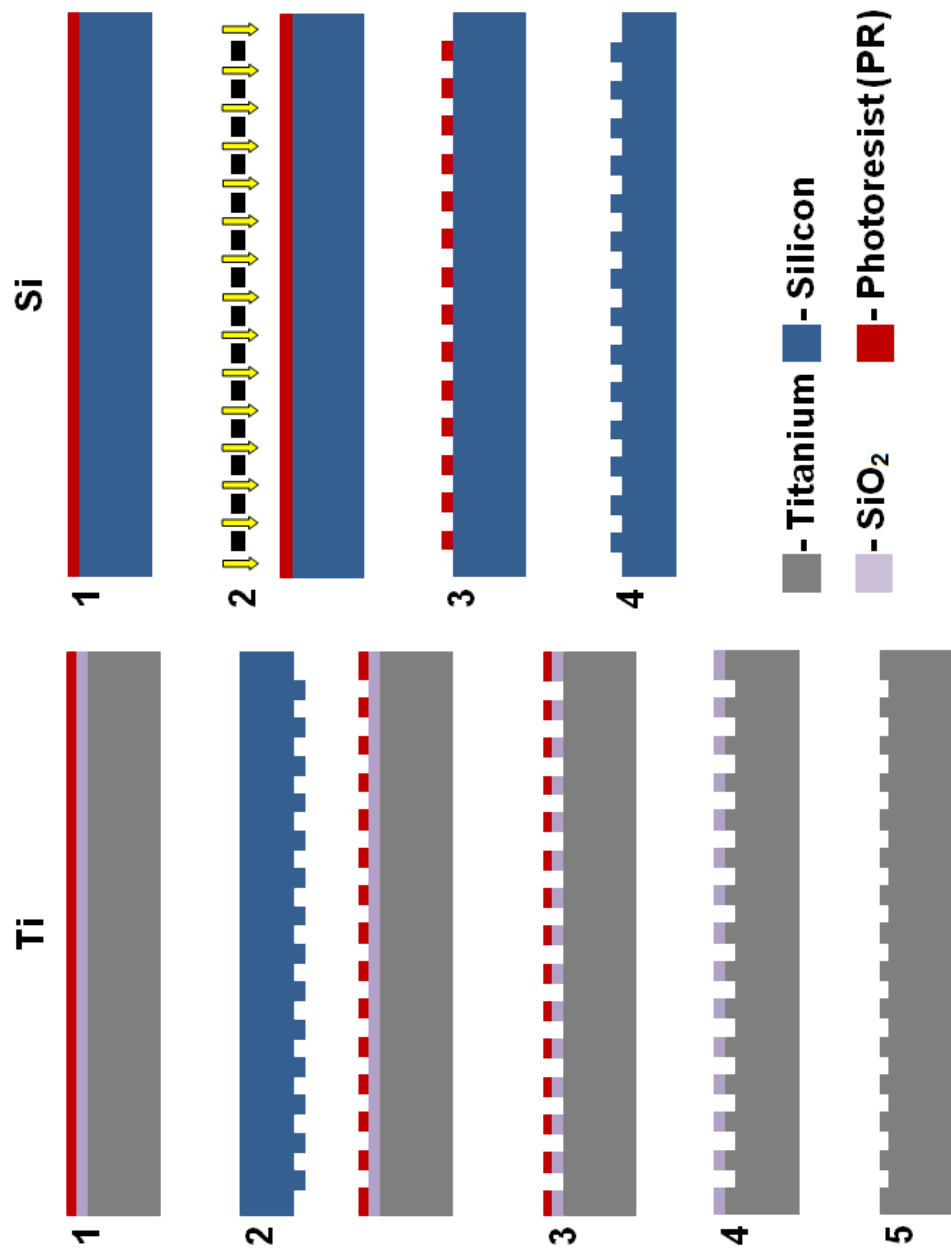 Ti
1
2
3
4
5
Si
1
2
3
4
- Titanium
- Silicon
- SiO₂
- Photoresist (PR)